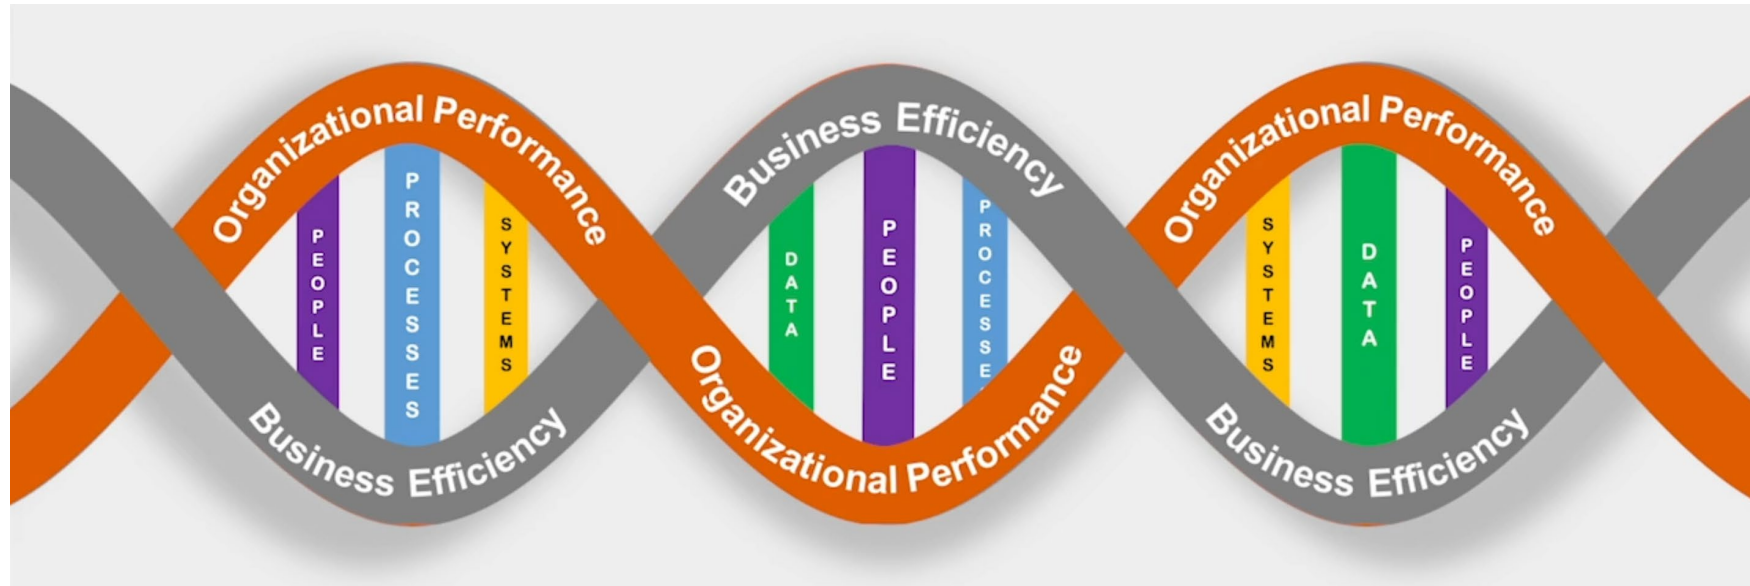 Organizational Performance
PEOPLE
PROCESSES
SYSTEMS
Business Efficiency
Business Efficiency
DATA
PEOPLE
PROCESSE
Organizational Performance
Organizational Performance
SYSTEMS
DATA
PEOPLE
Business Efficiency